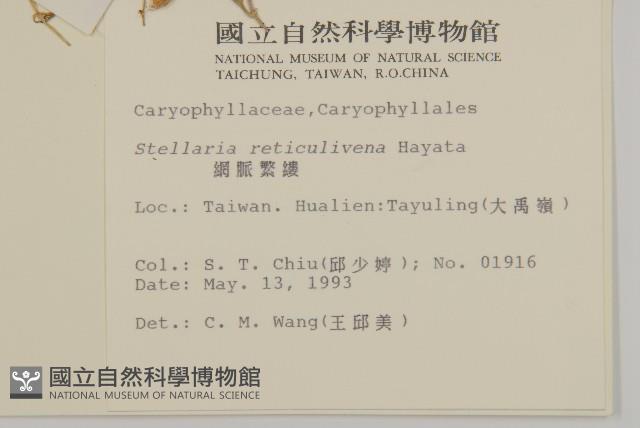 國立自然科學博物館
NATIONAL MUSEUM OF NATURAL SCIENCE
TAICHUNG, TAIWAN, R.O.CHINA
Caryophyllaceae,Caryophyllales
Stellaria reticulivena Hayata
網脈繁縷
Loc.: Taiwan. Hualien:Tayuling(大禹嶺)
Col.: S. T. Chiu(邱少婷); No. 01916
Date: May. 13, 1993
Det.: C. M. Wang(王邱美)
國立自然科學博物館
NATIONAL MUSEUM OF NATURAL SCIENCE